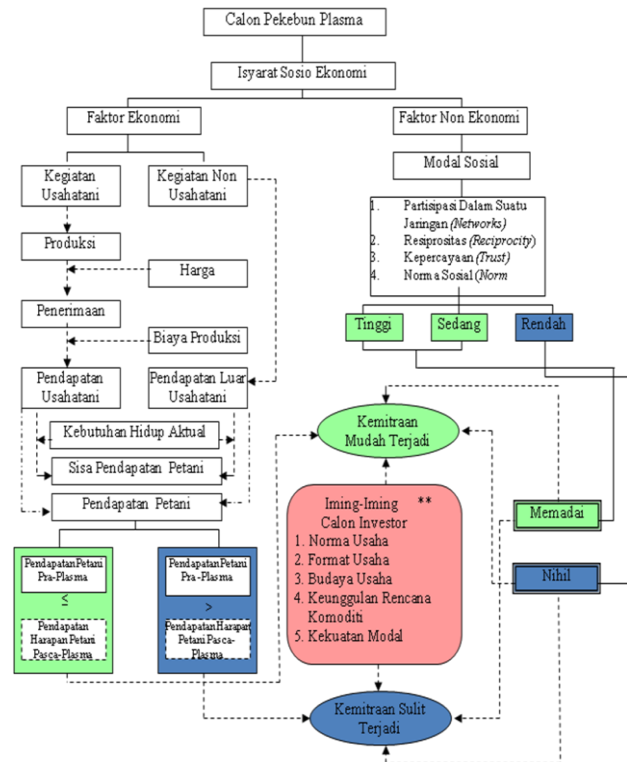 Calon Pekebun Plasma
Isyarat Sosio Ekonomi
Faktor Ekonomi
Faktor Non Ekonomi
Kegiatan
Usahatani
Kegiatan Non
Usahatani
Modal Sosial
1. Partisipasi Dalam Suatu
Jaringan (Networks)
2. Resiprositas (Reciprocity)
3. Kepercayaan (Trust)
4. Norma Sosial (Norm
Produksi
Harga
Penerimaan
Biaya Produksi
Tinggi
Sedang
Rendah
Pendapatan
Usahatani
Pendapatan Luar
Usahatani
Kebutuhan Hidup Aktual
Sisa Pendapatan Petani
Pendapatan Petani
Kemitraan
Mudah Terjadi
Iming-Iming **
Calon Investor
1. Norma Usaha
2. Format Usaha
3. Budaya Usaha
4. Keunggulan Rencana
Komoditi
5. Kekuatan Modal
Memadai
Nihil
Pendapatan Petani
Pra-Plasma
≤
Pendapatan
Harapan Petani
Pasca-Plasma
Pendapatan Petani
Pra-Plasma
>
Pendapatan Harapan
Petani Pasca-Plasma
Kemitraan Sulit
Terjadi